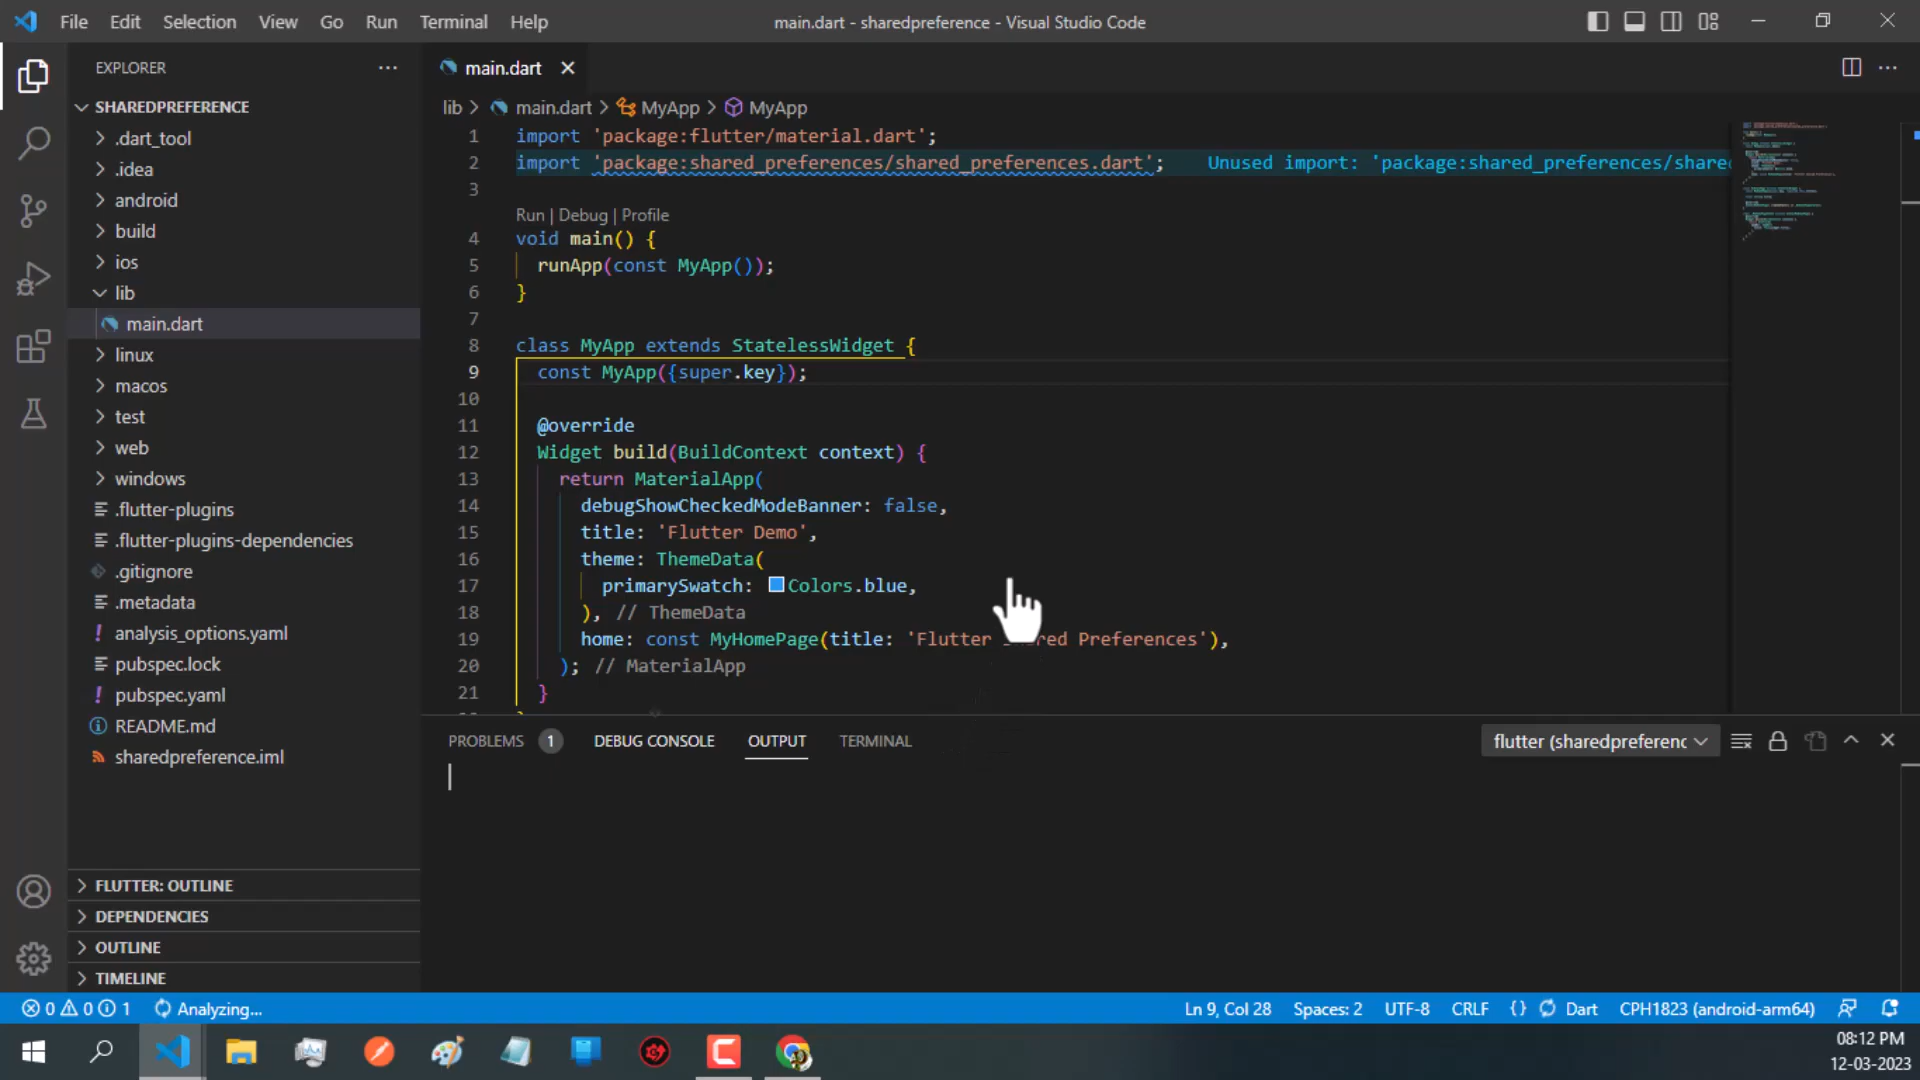 File Edit Selection View Go Run Terminal Help
main.dart - sharedpreference - Visual Studio Code
EXPLORER
SHAREDPREFERENCE
.dart_tool
.idea
android
build
ios
lib
main.dart
linux
macos
test
web
windows
.flutter-plugins
.flutter-plugins-dependencies
.gitignore
.metadata
analysis_options.yaml
pubspec.lock
pubspec.yaml
README.md
sharedpreference.iml
FLUTTER: OUTLINE
DEPENDENCIES
OUTLINE
TIMELINE
main.dart
lib > main.dart > MyApp > MyApp
1 import 'package:flutter/material.dart';
2 import 'package:shared_preferences/shared_preferences.dart'; Unused import: 'package:shared_preferences/share
3
Run | Debug | Profile
4 void main() {
5 runApp(const MyApp());
6 }
7
8 class MyApp extends StatelessWidget {
9 const MyApp({super.key});
10
11 @override
12 Widget build(BuildContext context) {
13 return MaterialApp(
14 debugShowCheckedModeBanner: false,
15 title: 'Flutter Demo',
16 theme: ThemeData(
17 primarySwatch: Colors.blue,
18 ), // ThemeData
19 home: const MyHomePage(title: 'Flutter Preferences'),
20 ); // MaterialApp
21 }
PROBLEMS 1 DEBUG CONSOLE OUTPUT TERMINAL
flutter (sharedpreferenc
0 0 1 Analyzing...
Ln 9, Col 28 Spaces: 2 UTF-8 CRLF {} Dart CPH1823 (android-arm64)
08:12 PM
12-03-2023